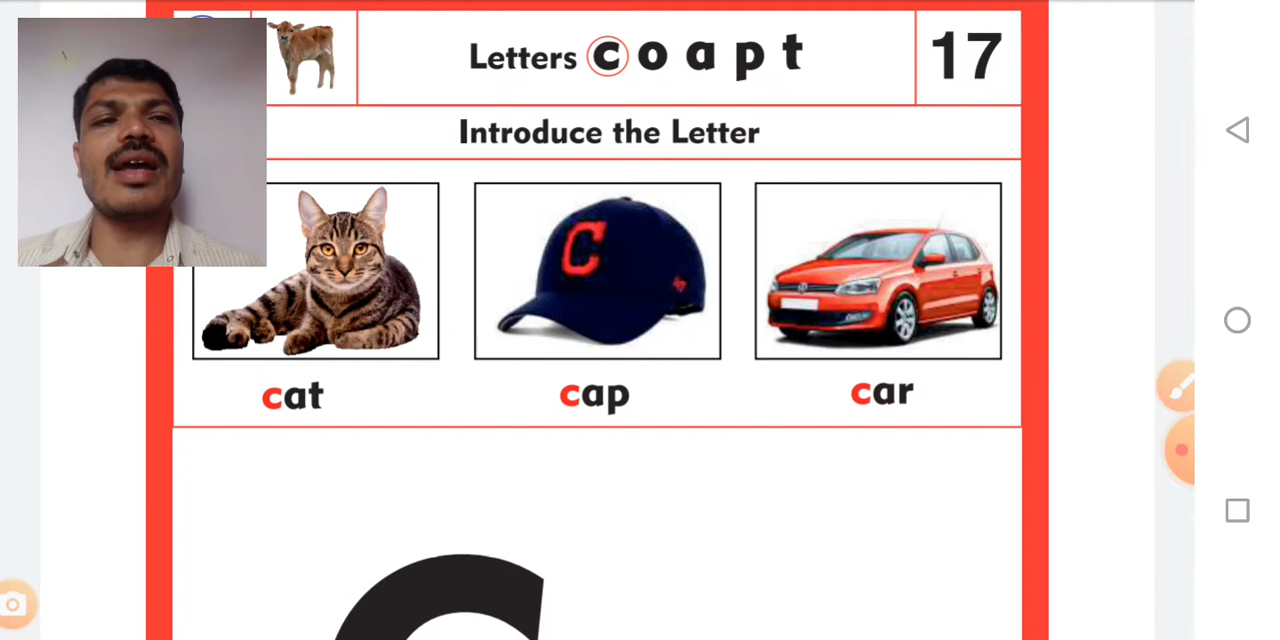 Letters c o a p t
17
Introduce the Letter
C
cat
cap
car
c